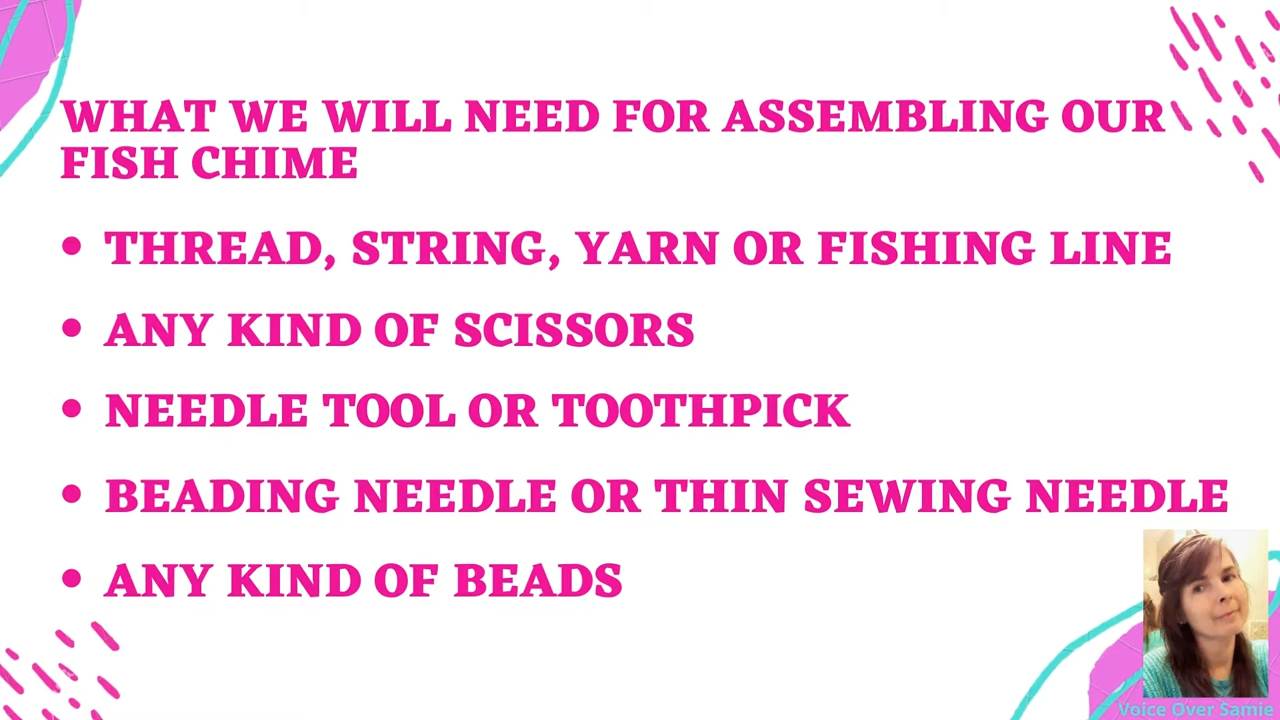 WHAT WE WILL NEED FOR ASSEMBLING OUR
FISH CHIME
• THREAD, STRING, YARN OR FISHING LINE
• ANY KIND OF SCISSORS
• NEEDLE TOOL OR TOOTHPICK
• BEADING NEEDLE OR THIN SEWING NEEDLE
• ANY KIND OF BEADS
Voice Over Samie